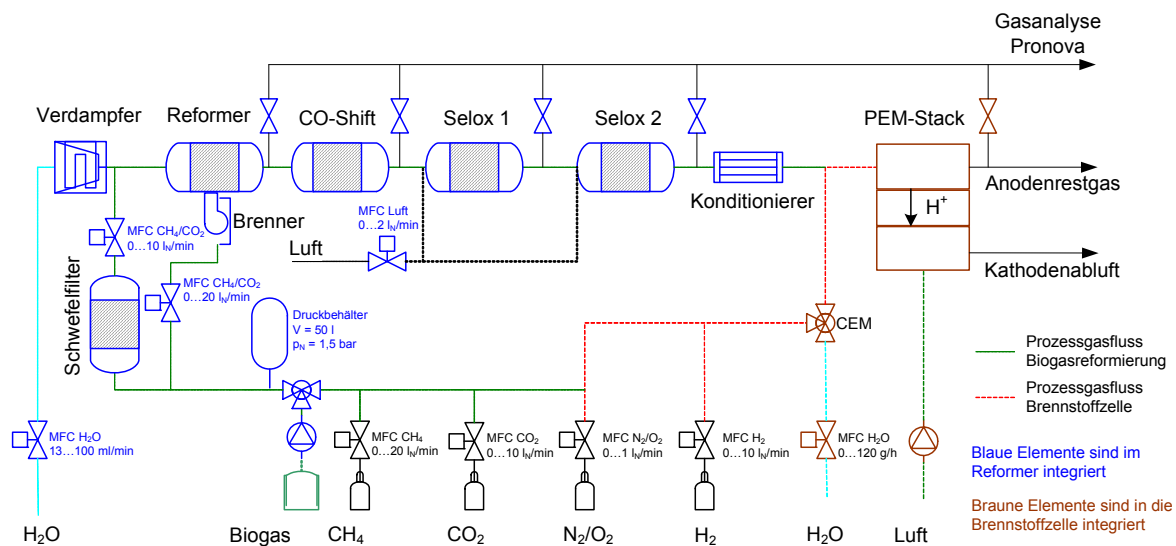 Gasanalyse
Pronova
Verdampfer
Reformer
CO-Shift
Selox 1
Selox 2
PEM-Stack
Konditionierer
Anodenrestgas
H⁺
Kathodenabluft
Brenner
MFC Luft
0…2 lN/min
Luft
MFC CH₄/CO₂
0…10 lN/min
MFC CH₄/CO₂
0…20 lN/min
Schwefelfilter
Druckbehälter
V = 50 l
pN = 1,5 bar
CEM
Prozessgasfluss
Biogasreformierung
Prozessgasfluss
Brennstoffzelle
MFC H₂O
13…100 ml/min
MFC CH₄
0…20 lN/min
MFC CO₂
0…10 lN/min
MFC N₂/O₂
0…1 lN/min
MFC H₂
0…10 lN/min
MFC H₂O
0…120 g/h
Blaue Elemente sind im
Reformer integriert
Braune Elemente sind in die
Brennstoffzelle integriert
H₂O
Biogas
CH₄
CO₂
N₂/O₂
H₂
H₂O
Luft